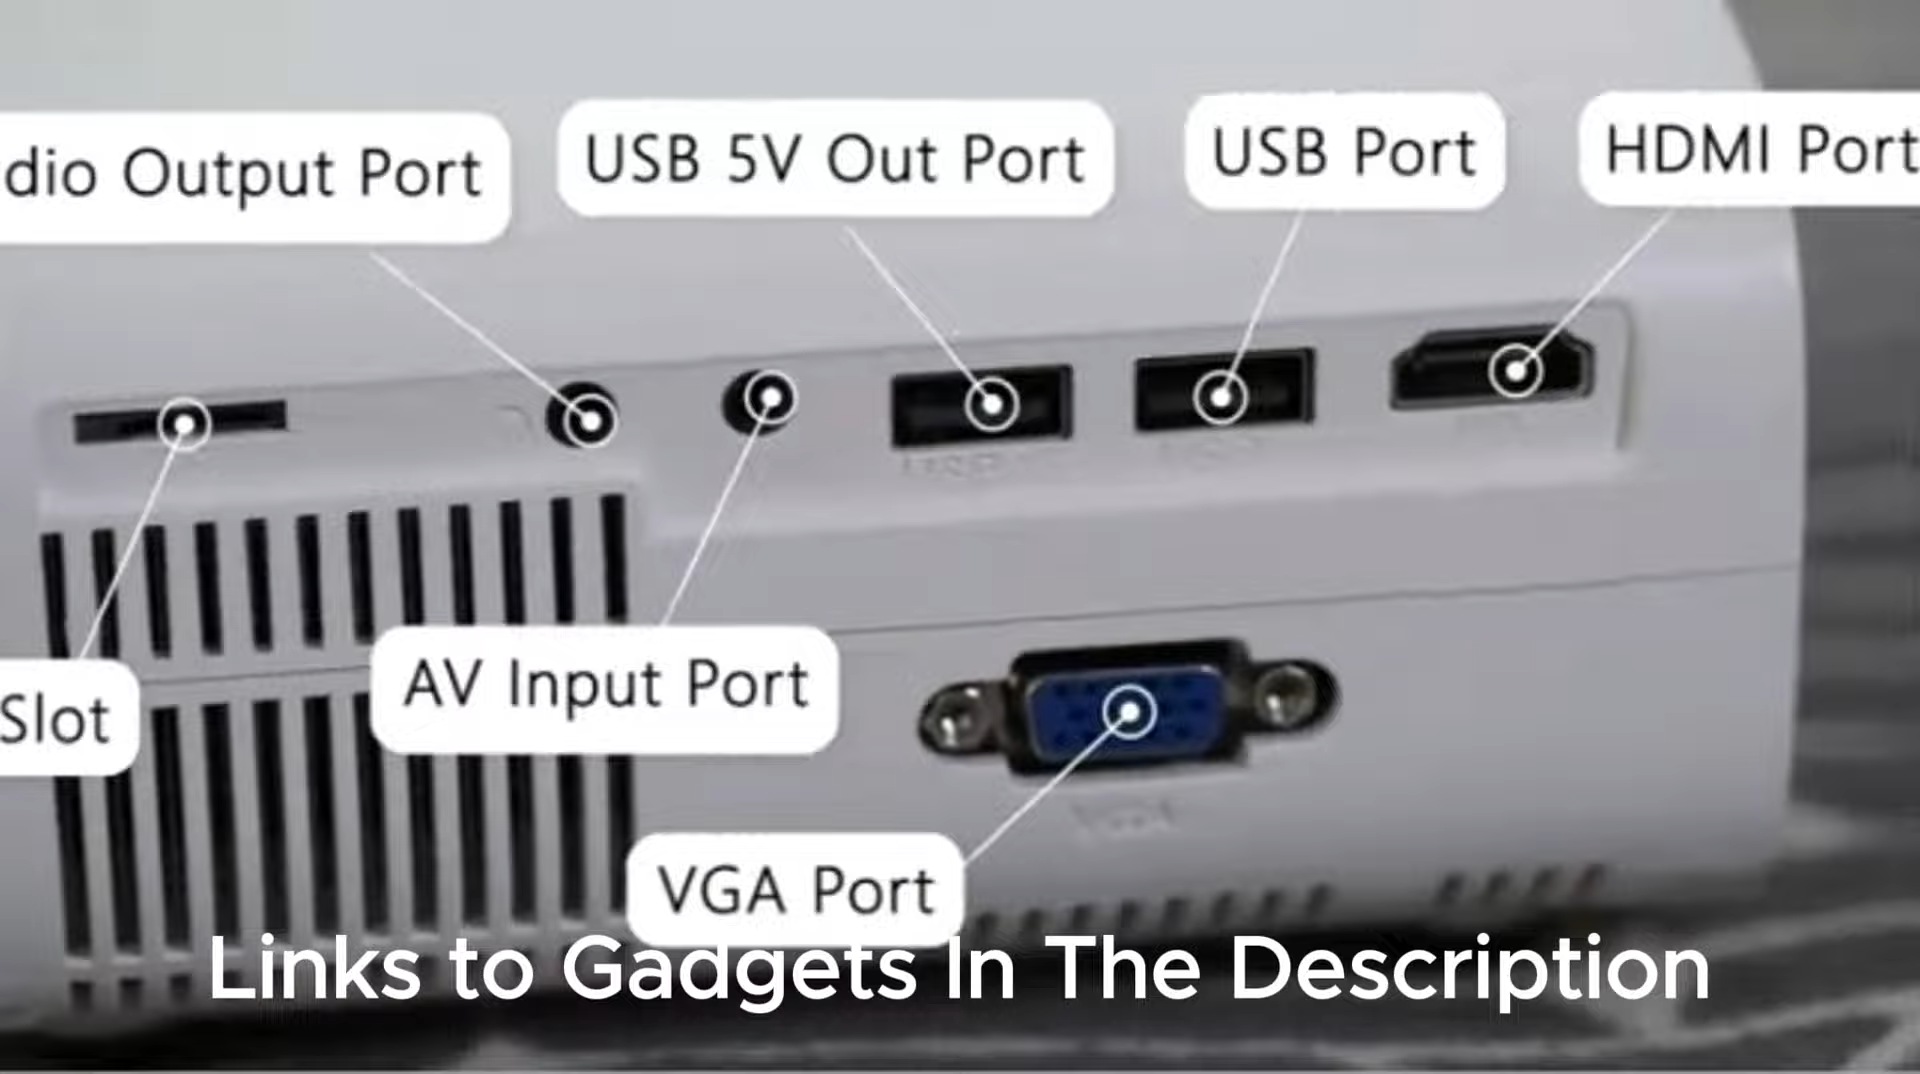 dio Output Port
USB 5V Out Port
USB Port
HDMI Port
Slot
AV Input Port
VGA Port
Links to Gadgets In The Description